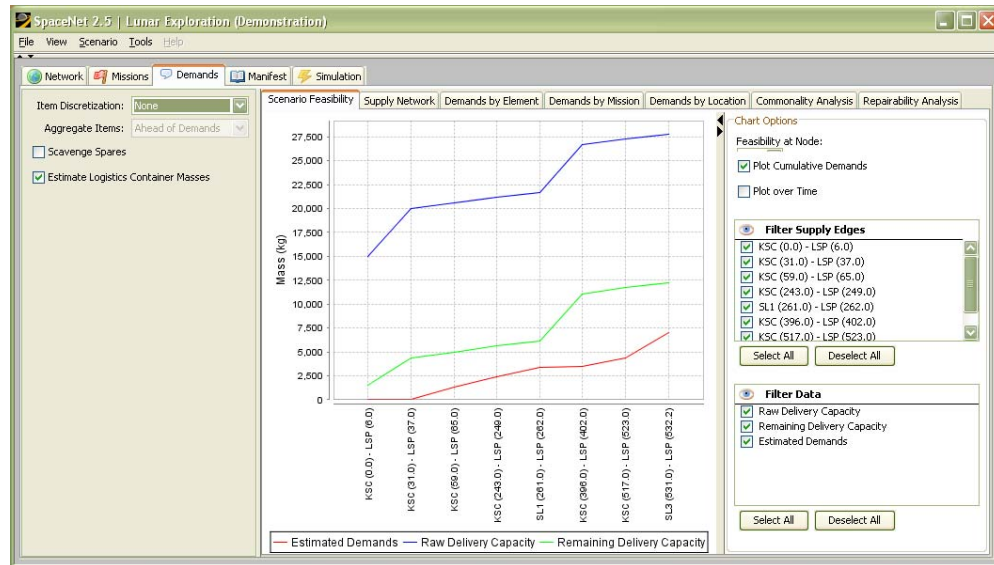 SpaceNet 2.5 | Lunar Exploration (Demonstration)
File View Scenario Tools Help
Network Missions Demands Manifest Simulation
Item Discretization: None
Aggregate Items: Ahead of Demands
Scavenge Spares
Estimate Logistics Container Masses
Scenario Feasibility Supply Network Demands by Element Demands by Mission Demands by Location Commonality Analysis Repairability Analysis
Mass (kg)
27,500
25,000
22,500
20,000
17,500
15,000
12,500
10,000
7,500
5,000
2,500
0
KSC (0.0) - LSP (6.0)
KSC (31.0) - LSP (37.0)
KSC (59.0) - LSP (65.0)
KSC (243.0) - LSP (249.0)
SL1 (261.0) - LSP (262.0)
KSC (396.0) - LSP (402.0)
KSC (517.0) - LSP (523.0)
SL3 (531.0) - LSP (532.2)
Estimated Demands Raw Delivery Capacity Remaining Delivery Capacity
Chart Options
Feasibility at Node:
Plot Cumulative Demands
Plot over Time
Filter Supply Edges
KSC (0.0) - LSP (6.0)
KSC (31.0) - LSP (37.0)
KSC (59.0) - LSP (65.0)
KSC (243.0) - LSP (249.0)
SL1 (261.0) - LSP (262.0)
KSC (396.0) - LSP (402.0)
KSC (517.0) - LSP (523.0)
Select All Deselect All
Filter Data
Raw Delivery Capacity
Remaining Delivery Capacity
Estimated Demands
Select All Deselect All